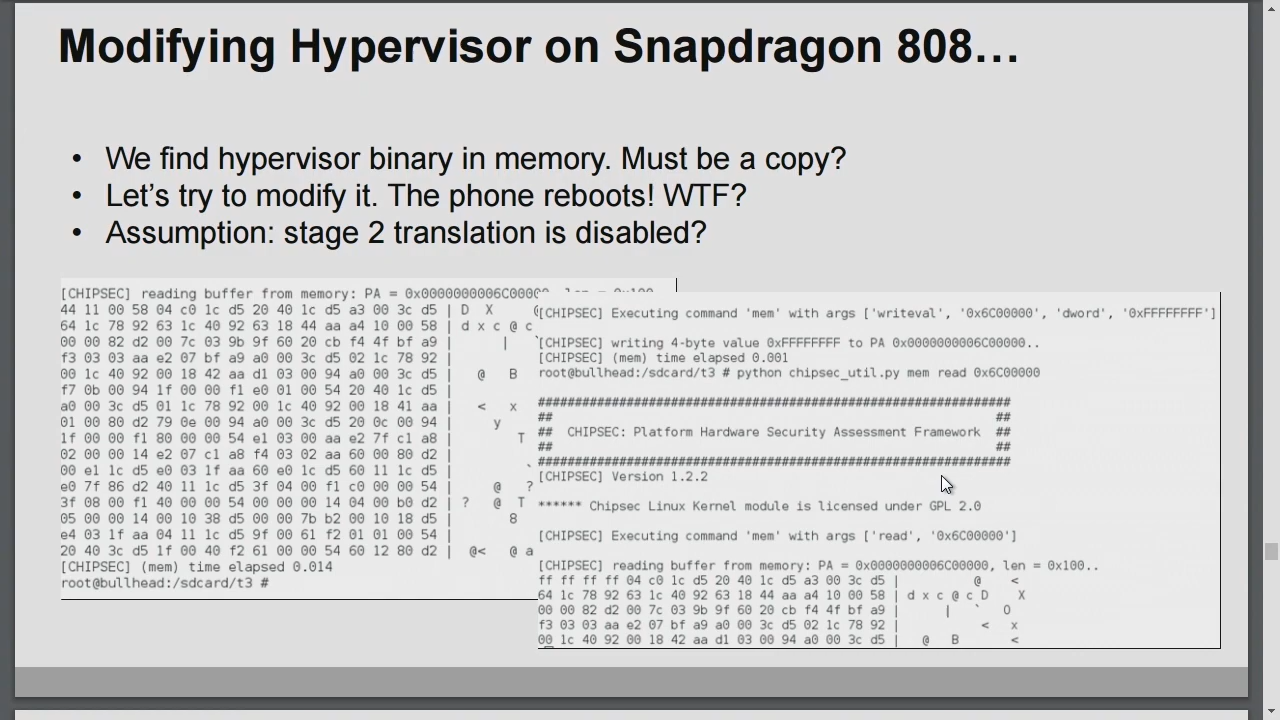 Modifying Hypervisor on Snapdragon 808…
• We find hypervisor binary in memory. Must be a copy?
• Let’s try to modify it. The phone reboots! WTF?
• Assumption: stage 2 translation is disabled?
[CHIPSEC] reading buffer from memory: PA = 0x0000000006C00000, len = 0x100..
44 11 00 58 04 c0 1c d5 20 40 1c d5 a3 00 3c d5 | D X @
64 1c 78 92 63 1c 40 92 63 18 44 aa a4 10 00 58 | d x c @ c
00 00 82 d2 00 7c 03 9b 9f 60 20 cb f4 4f bf a9 | | `
f3 03 03 aa e2 07 bf a9 a0 00 3c d5 02 1c 78 92
00 1c 40 92 00 18 42 aa d1 03 00 94 a0 00 3c d5 | @ B
f7 0b 00 94 1f 00 00 f1 e0 01 00 54 20 40 1c d5 |
a0 00 3c d5 01 1c 78 92 00 1c 40 92 00 18 41 aa | < x
01 00 80 d2 79 0e 00 94 a0 00 3c d5 20 0c 00 94 | y
1f 00 00 f1 80 00 00 54 e1 03 00 aa e2 7f c1 a8 | T
02 00 00 14 e2 07 c1 a8 f4 03 1f aa 60 00 80 d2 |
00 e1 1c d5 e0 03 1f aa 60 e0 1c d5 60 11 1c d5 | `
e0 7f 86 d2 40 11 1c d5 3f 04 00 f1 c0 00 00 54 | @ ?
3f 08 00 f1 40 00 00 54 00 00 00 14 04 00 b0 d2 | ? @ T
05 00 00 14 00 10 38 d5 00 00 7b b2 00 10 18 d5 | 8
e4 03 1f aa 04 11 1c d5 9f 00 61 f2 01 01 00 54 |
20 40 3c d5 1f 00 40 f2 61 00 00 54 60 12 80 d2 | @< @ a
[CHIPSEC] (mem) time elapsed 0.014
root@bullhead:/sdcard/t3 #
[CHIPSEC] Executing command 'mem' with args ['writeval', '0x6C00000', 'dword', '0xFFFFFFFF']
[CHIPSEC] writing 4-byte value 0xFFFFFFFF to PA 0x0000000006C00000..
[CHIPSEC] (mem) time elapsed 0.001
root@bullhead:/sdcard/t3 # python chipsec_util.py mem read 0x6C00000
################################################################
## ##
## CHIPSEC: Platform Hardware Security Assessment Framework ##
## ##
################################################################
[CHIPSEC] Version 1.2.2
****** Chipsec Linux Kernel module is licensed under GPL 2.0
[CHIPSEC] Executing command 'mem' with args ['read', '0x6C00000']
[CHIPSEC] reading buffer from memory: PA = 0x0000000006C00000, len = 0x100..
ff ff ff ff 04 c0 1c d5 20 40 1c d5 a3 00 3c d5 | @ <
64 1c 78 92 63 1c 40 92 63 18 44 aa a4 10 00 58 | d x c @ c D X
00 00 82 d2 00 7c 03 9b 9f 60 20 cb f4 4f bf a9 | | ` O
f3 03 03 aa e2 07 bf a9 a0 00 3c d5 02 1c 78 92 | < x
00 1c 40 92 00 18 42 aa d1 03 00 94 a0 00 3c d5 | @ B <